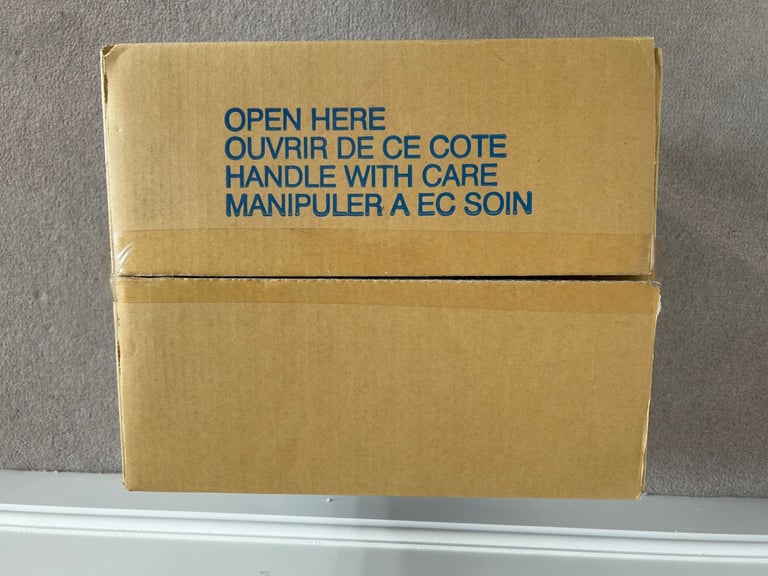 OPEN HERE
OUVRIR DE CE COTE
HANDLE WITH CARE
MANIPULER A EC SOIN